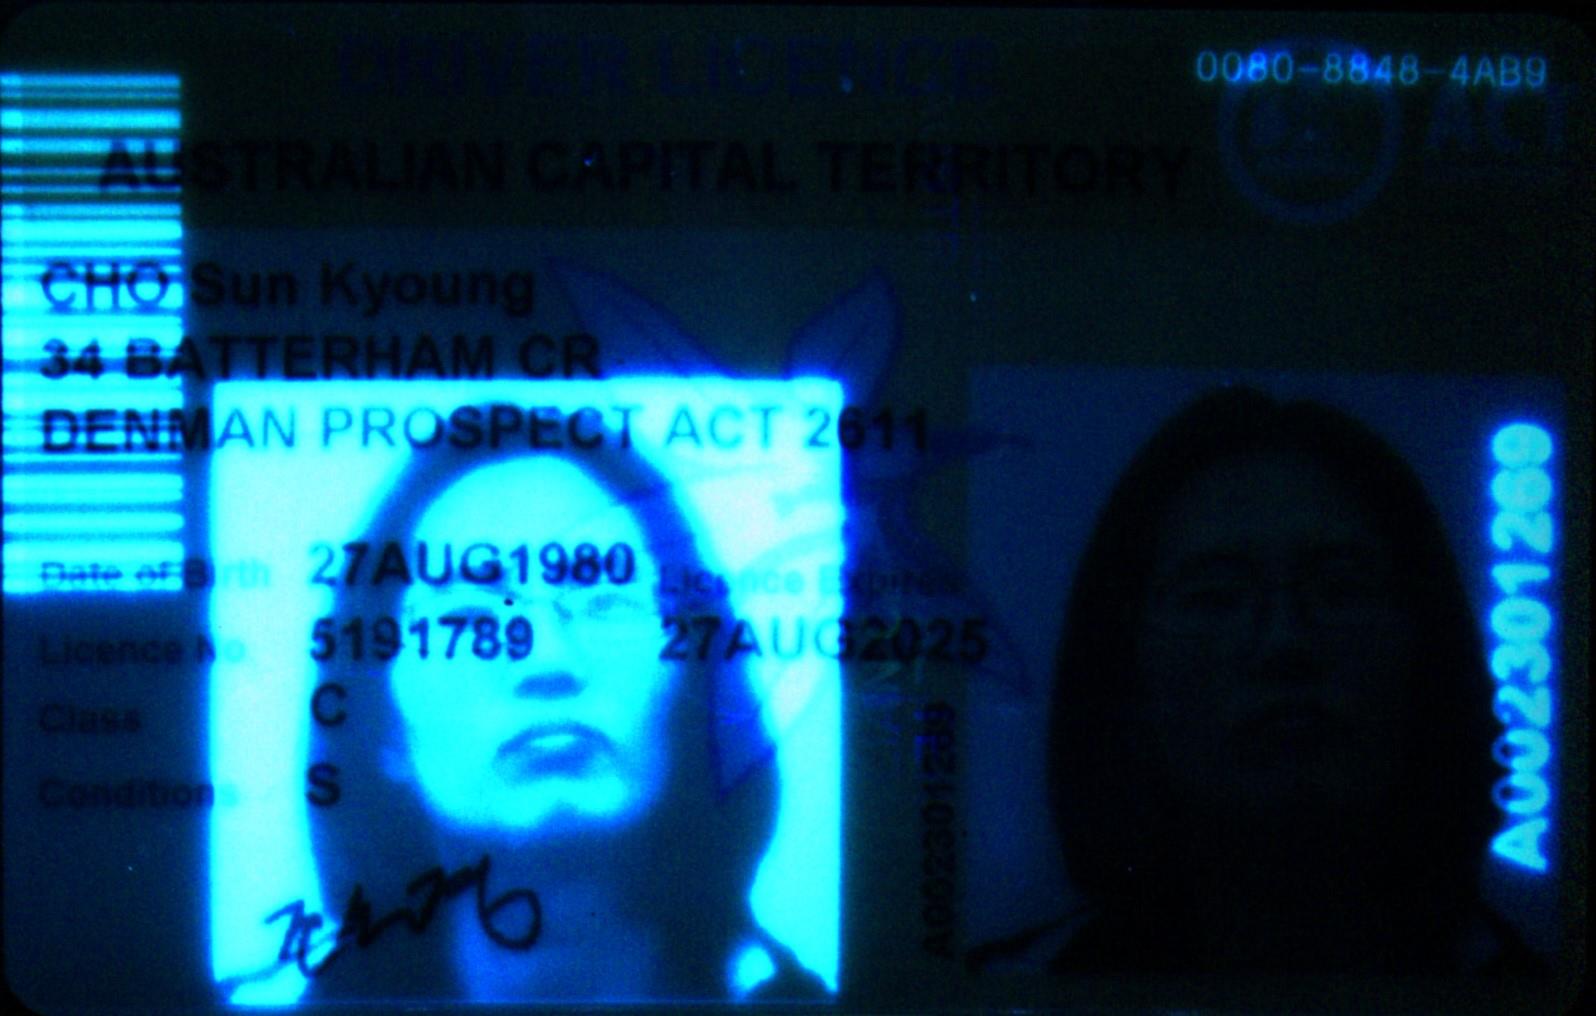 DRIVER LICENCE
0080-8848-4AB9
ACT
AUSTRALIAN CAPITAL TERRITORY
CHO Sun Kyoung
34 BATTERHAM CR
DENMAN PROSPECT ACT 2611
Date of Birth 27AUG1980 Licence Expires
Licence No 5191789 27AUG2025
Class C
Conditions S
A002301269
A002301269